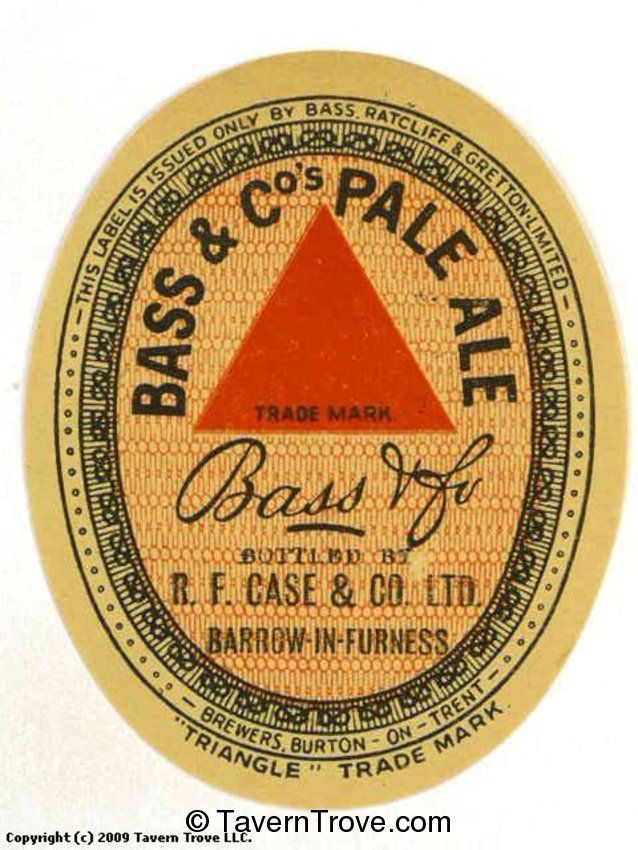 THIS LABEL IS ISSUED ONLY BY BASS, RATCLIFF & GRETTON-LIMITED
BASS & Co's PALE ALE
TRADE MARK.
Bass & Co
BOTTLED BY
R. F. CASE & CO. LTD.
BARROW-IN-FURNESS
BREWERS, BURTON-ON-TRENT
"TRIANGLE" TRADE MARK.
© TavernTrove.com
Copyright (c) 2009 Tavern Trove LLC.